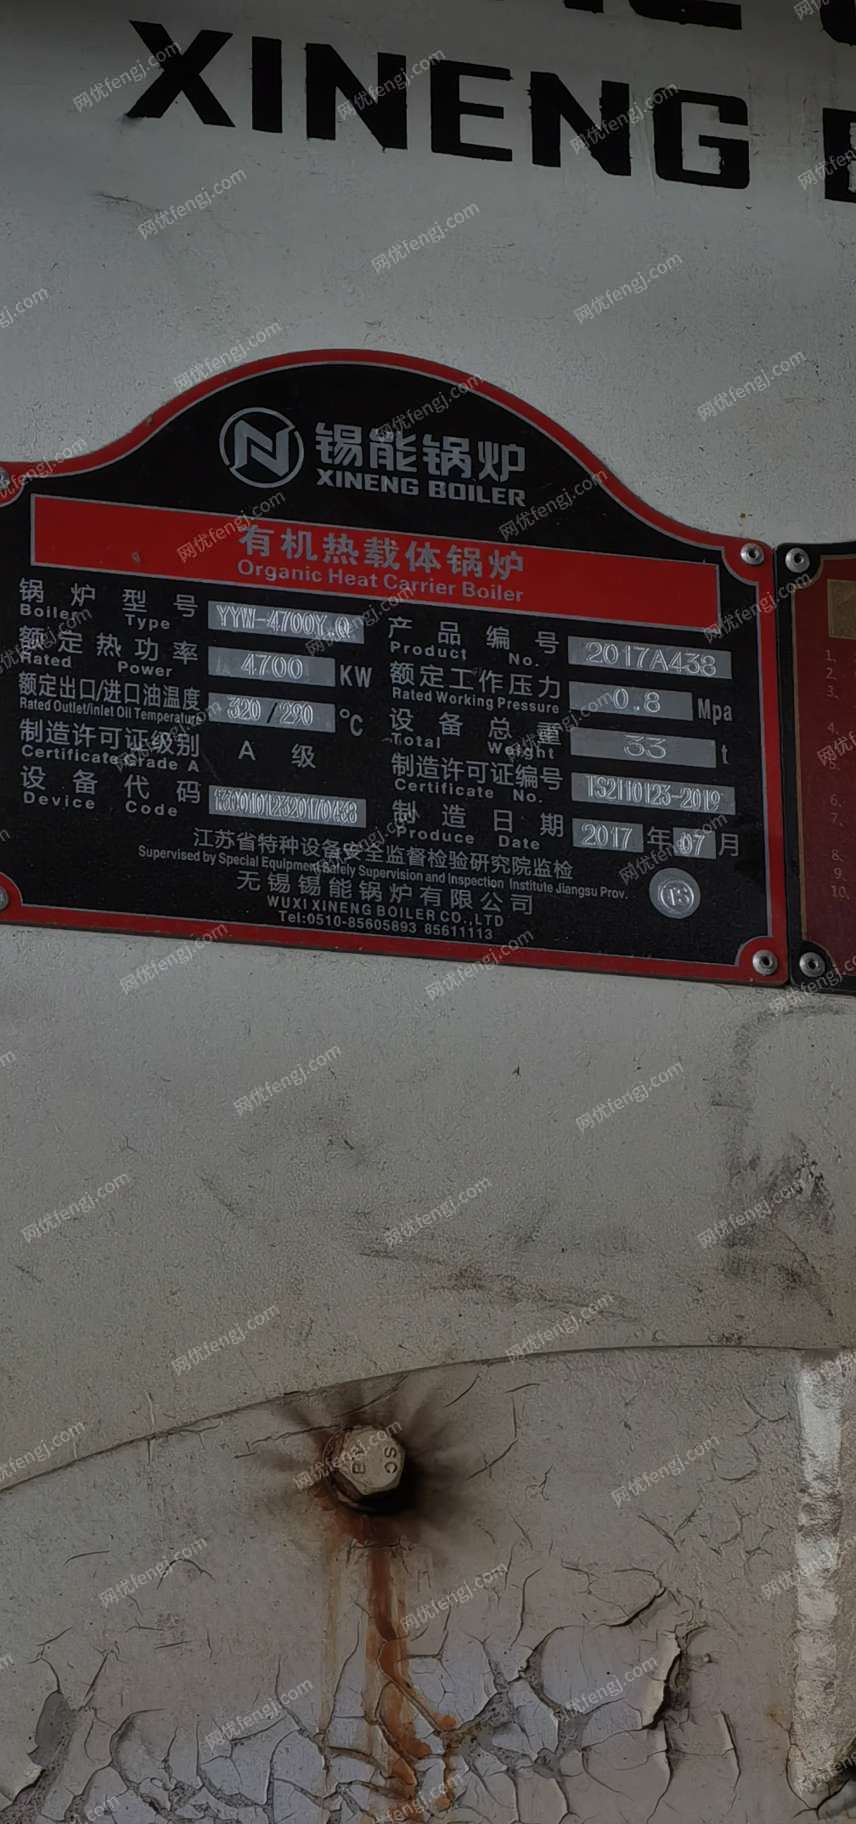 XINENG
锡能锅炉
XINENG BOILER
有机热载体锅炉
Organic Heat Carrier Boiler
锅炉型号 YYW-4700Y.Q 产品编号 2017A438
Boiler Type Product No.
额定热功率 4700 KW 额定工作压力 0.8 Mpa
Rated Power Rated Working Pressure
额定出口/进口油温度 320/290 °C 设备总重 33 t
Rated Outlet/inlet Oil Temperature Total Weight
制造许可证级别 A 级 制造许可证编号 TS2110123-2019
Certificate Grade A Certificate No.
设备代码 制造日期 2017 年 07 月
Device Code Produce Date
江苏省特种设备安全监督检验研究院监检
Supervised by Special Equipment Safely Supervision and Inspection Institute Jiangsu Prov.
无锡锡能锅炉有限公司
WUXI XINENG BOILER CO.,LTD
Tel:0510-85605893 85611113
网优fengj.com